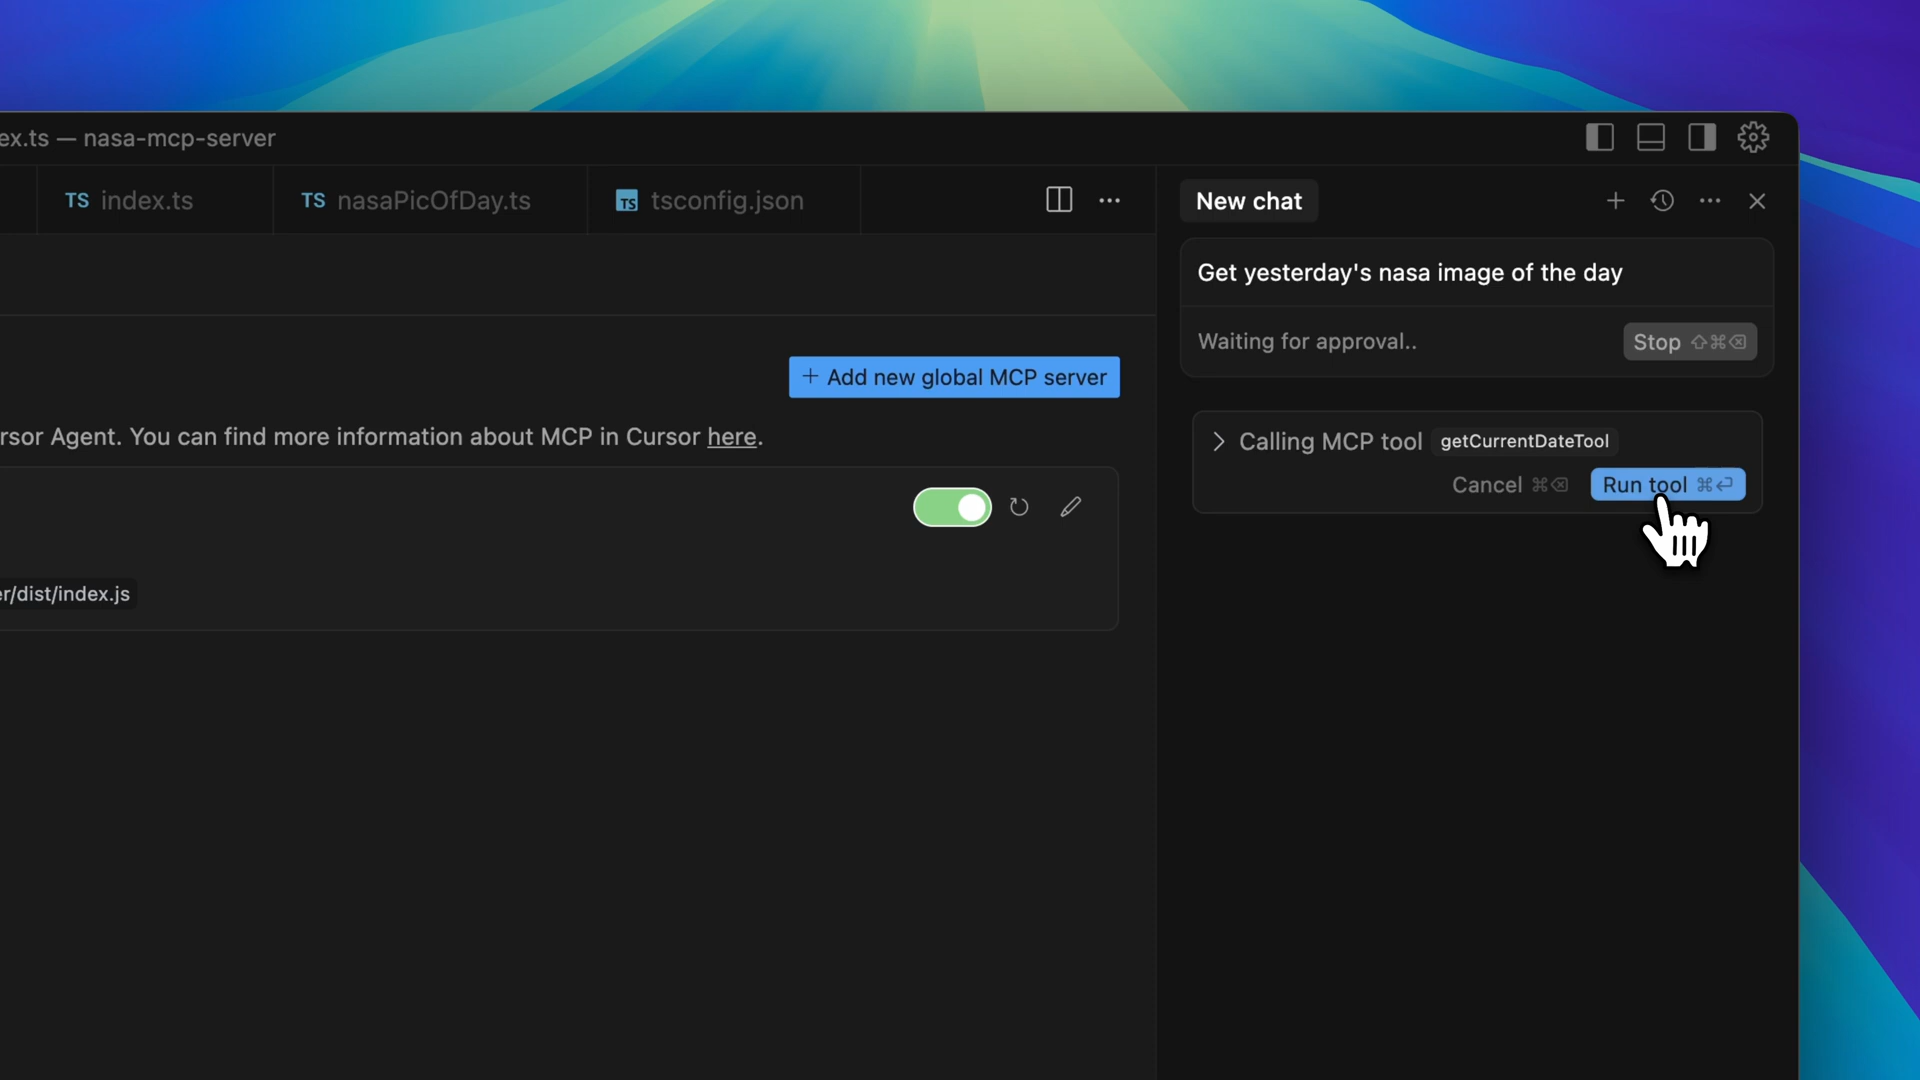 ex.ts — nasa-mcp-server
TS index.ts
TS nasaPicOfDay.ts
TS tsconfig.json
New chat
Get yesterday's nasa image of the day
Waiting for approval..
Stop ⇧⌘⌫
+ Add new global MCP server
rsor Agent. You can find more information about MCP in Cursor here.
Calling MCP tool getCurrentDateTool
Cancel ⌘⌫
Run tool ⌘⏎
er/dist/index.js